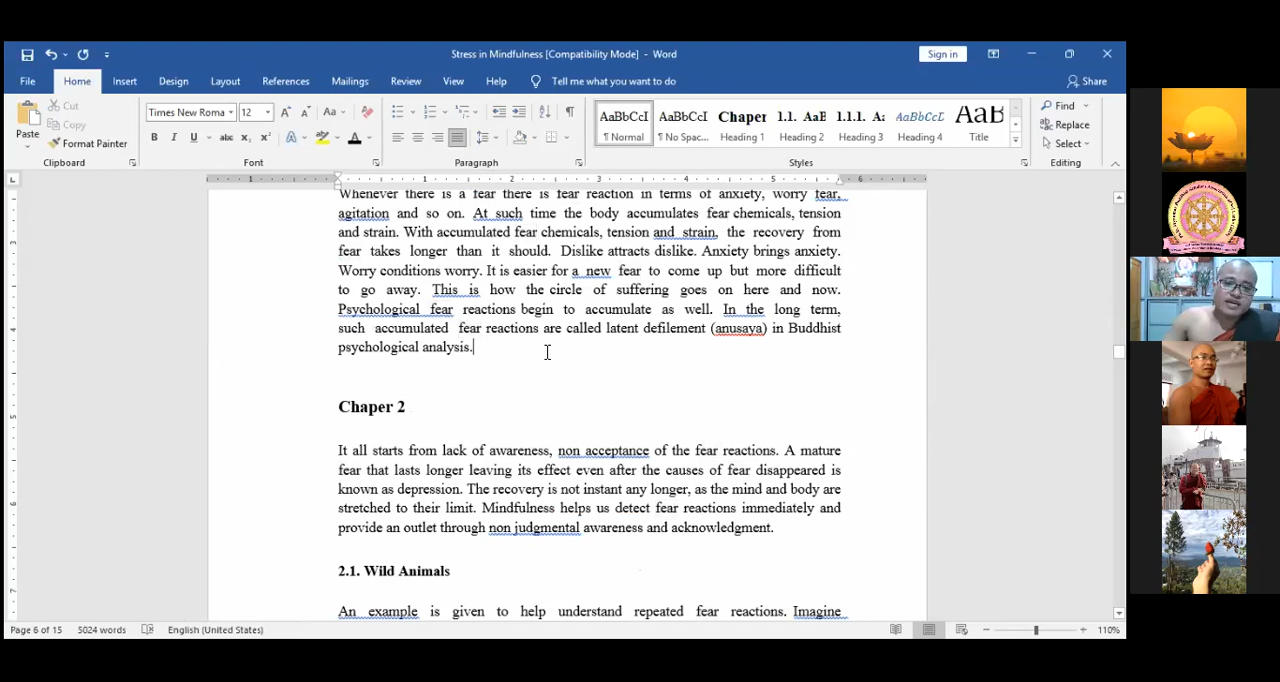 Stress in Mindfulness [Compatibility Mode] - Word
Sign in
File Home Insert Design Layout References Mailings Review View Help Tell me what you want to do
Share
Paste
Cut
Copy
Format Painter
Clipboard
Times New Roma 12
Font
Paragraph
AaBbCcI AaBbCcI Chaper 1.1. AaB 1.1.1. A: AaBbCcL AaB
¶ Normal ¶ No Spac... Heading 1 Heading 2 Heading 3 Heading 4 Title
Styles
Find
Replace
Select
Editing
1 1 2 3 4 5 6
Whenever there is a fear there is fear reaction in terms of anxiety, worry fear,
agitation and so on. At such time the body accumulates fear chemicals, tension
and strain. With accumulated fear chemicals, tension and strain, the recovery from
fear takes longer than it should. Dislike attracts dislike. Anxiety brings anxiety.
Worry conditions worry. It is easier for a new fear to come up but more difficult
to go away. This is how the circle of suffering goes on here and now.
Psychological fear reactions begin to accumulate as well. In the long term,
such accumulated fear reactions are called latent defilement (anusaya) in Buddhist
psychological analysis.
Chaper 2
It all starts from lack of awareness, non acceptance of the fear reactions. A mature
fear that lasts longer leaving its effect even after the causes of fear disappeared is
known as depression. The recovery is not instant any longer, as the mind and body are
stretched to their limit. Mindfulness helps us detect fear reactions immediately and
provide an outlet through non judgmental awareness and acknowledgment.
2.1. Wild Animals
An example is given to help understand repeated fear reactions. Imagine
Page 6 of 15 5024 words English (United States) 110%